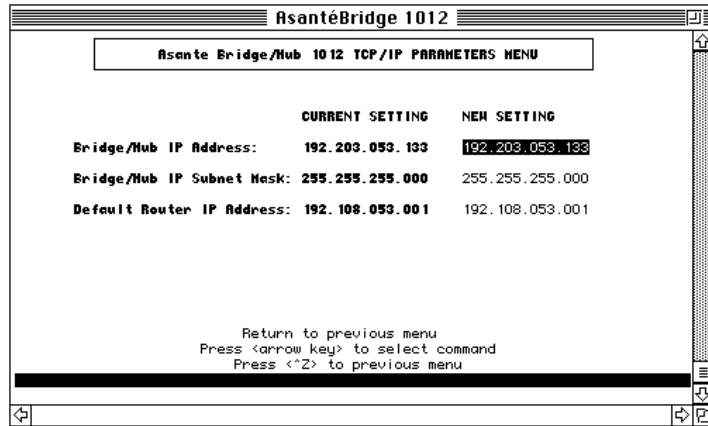 AsantéBridge 1012
Asante Bridge/Hub 1012 TCP/IP PARAMETERS MENU
CURRENT SETTING NEW SETTING
Bridge/Hub IP Address: 192.203.053.133 192.203.053.133
Bridge/Hub IP Subnet Mask: 255.255.255.000 255.255.255.000
Default Router IP Address: 192.108.053.001 192.108.053.001
Return to previous menu
Press <arrow key> to select command
Press <^Z> to previous menu